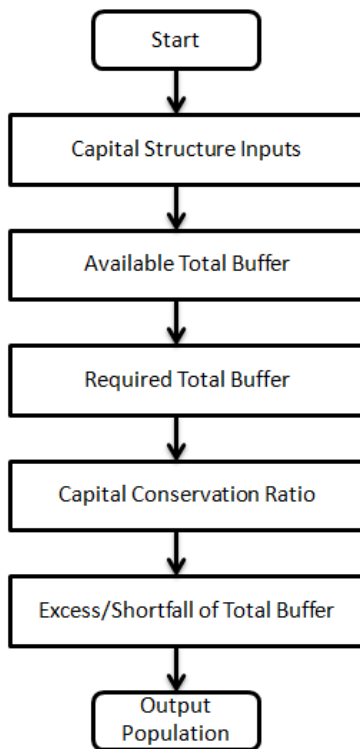 Start
Capital Structure Inputs
Available Total Buffer
Required Total Buffer
Capital Conservation Ratio
Excess/Shortfall of Total Buffer
Output
Population